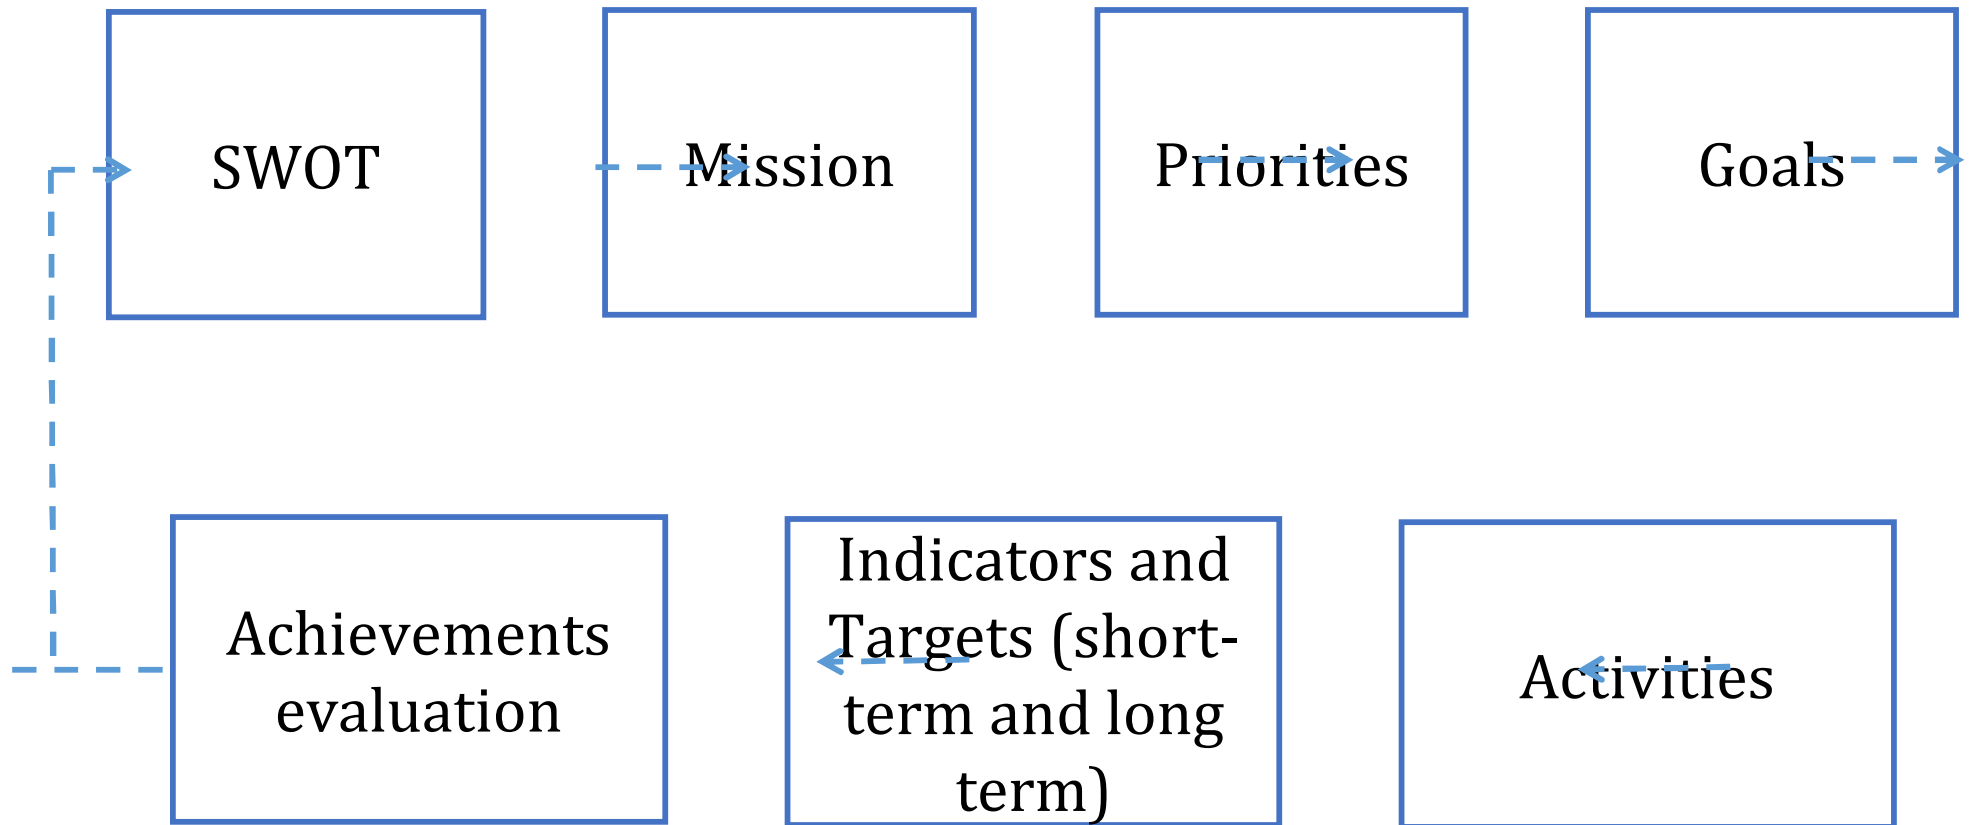 SWOT
Mission
Priorities
Goals
Achievements
evaluation
Indicators and
Targets (short-
term and long
term)
Activities